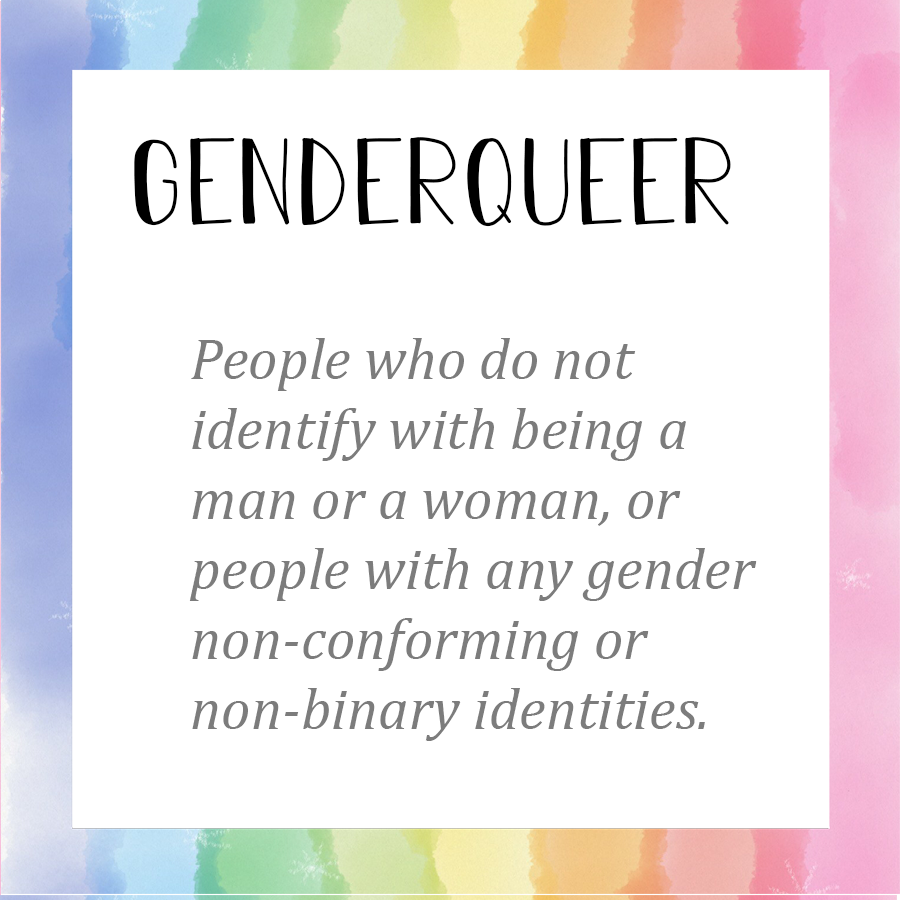 GENDERQUEER
People who do not
identify with being a
man or a woman, or
people with any gender
non-conforming or
non-binary identities.